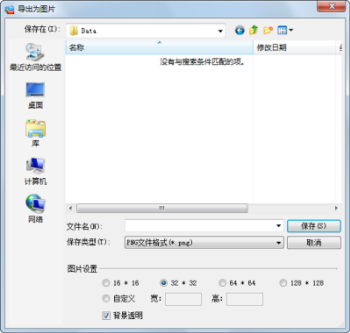 导出为图片
保存在(I):
Data
名称
修改日期
没有与搜索条件匹配的项。
最近访问的位置
桌面
库
计算机
网络
文件名(N):
保存(S)
保存类型(T):
PNG文件格式(*.png)
取消
图片设置
16 * 16
32 * 32
64 * 64
128 * 128
自定义
宽:
高:
背景透明